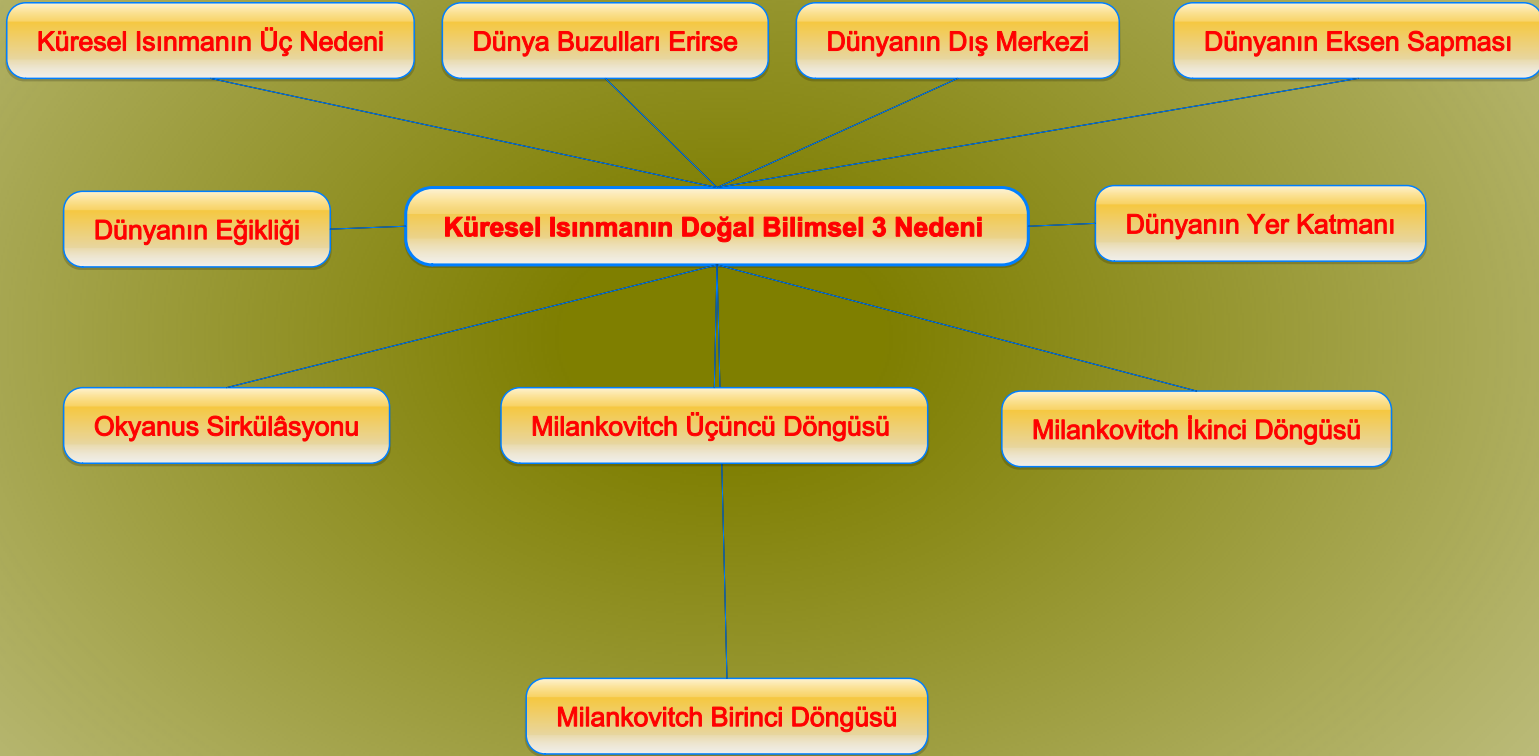 Küresel Isınmanın Üç Nedeni
Dünya Buzulları Erirse
Dünyanın Dış Merkezi
Dünyanın Eksen Sapması
Dünyanın Eğikliği
Küresel Isınmanın Doğal Bilimsel 3 Nedeni
Dünyanın Yer Katmanı
Okyanus Sirkülâsyonu
Milankovitch Üçüncü Döngüsü
Milankovitch İkinci Döngüsü
Milankovitch Birinci Döngüsü